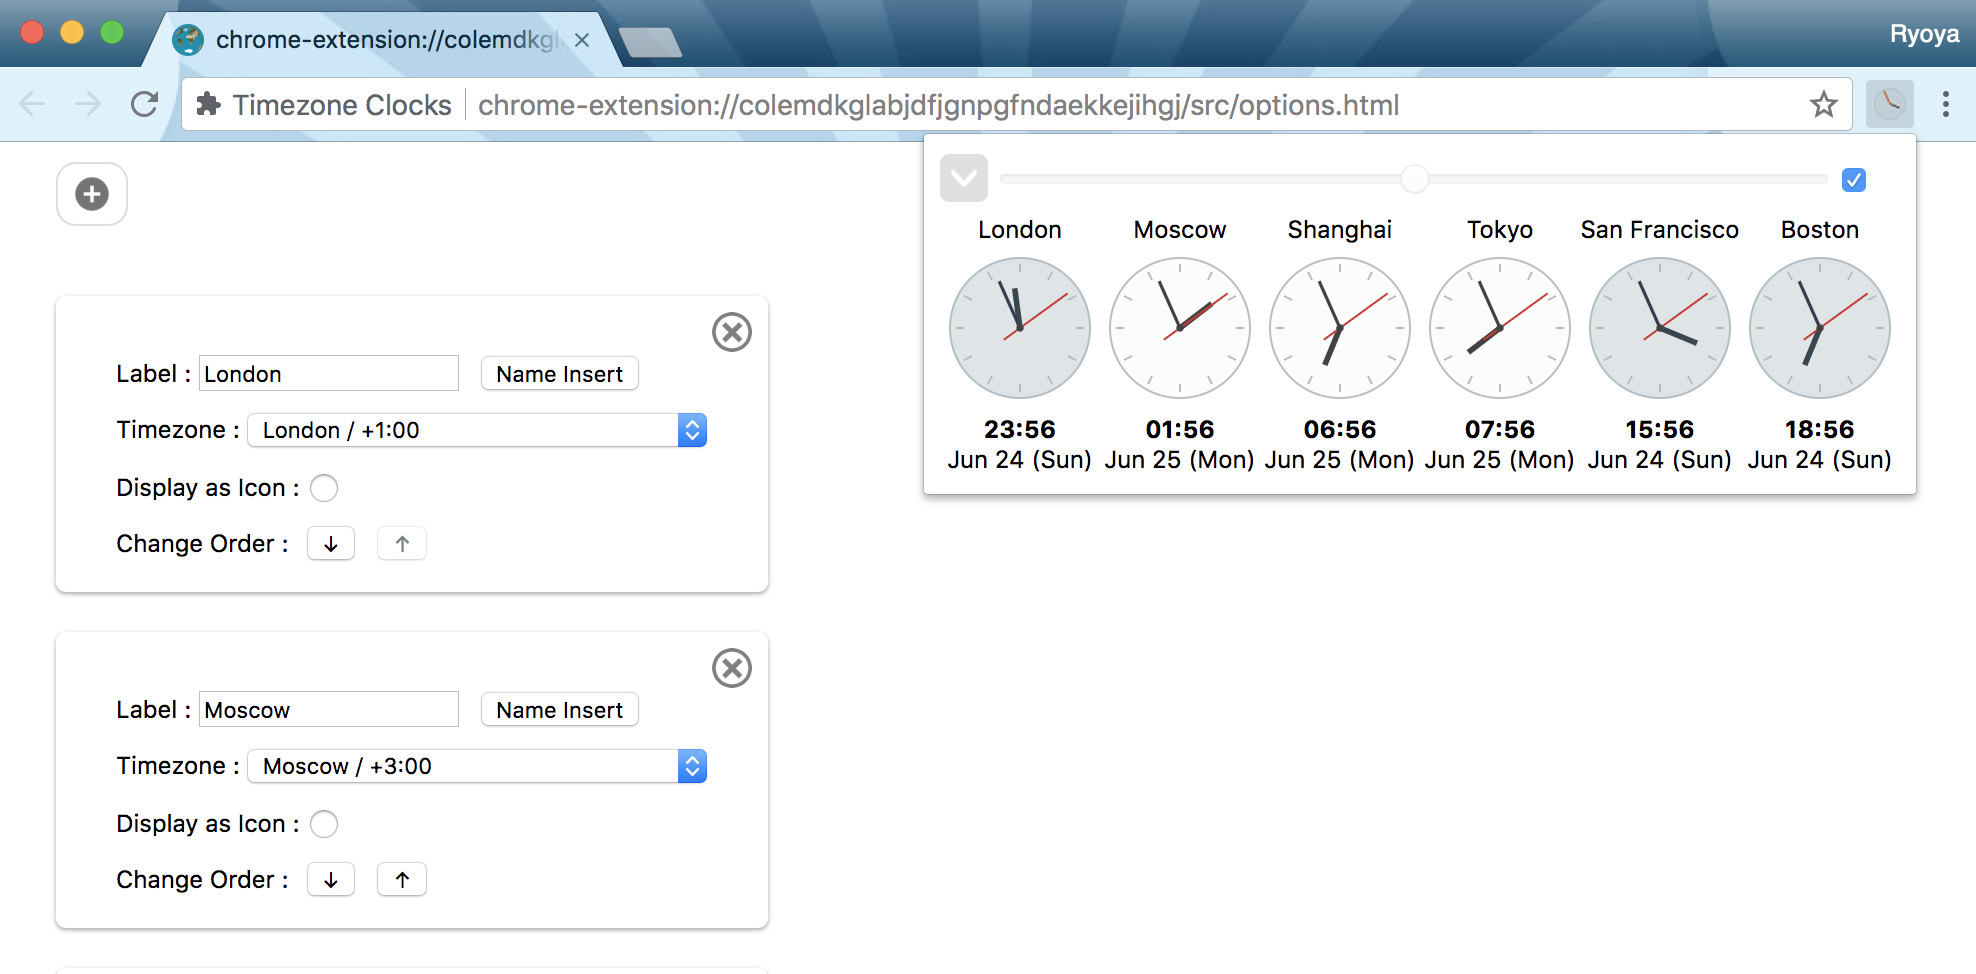 chrome-extension://colemdkgl
Ryoya
Timezone Clocks chrome-extension://colemdkglabjdfjgnpgfndaekkejihgj/src/options.html
London Moscow Shanghai Tokyo San Francisco Boston
23:56 01:56 06:56 07:56 15:56 18:56
Jun 24 (Sun) Jun 25 (Mon) Jun 25 (Mon) Jun 25 (Mon) Jun 24 (Sun) Jun 24 (Sun)
Label : London Name Insert
Timezone : London / +1:00
Display as Icon :
Change Order : ↓ ↑
Label : Moscow Name Insert
Timezone : Moscow / +3:00
Display as Icon :
Change Order : ↓ ↑